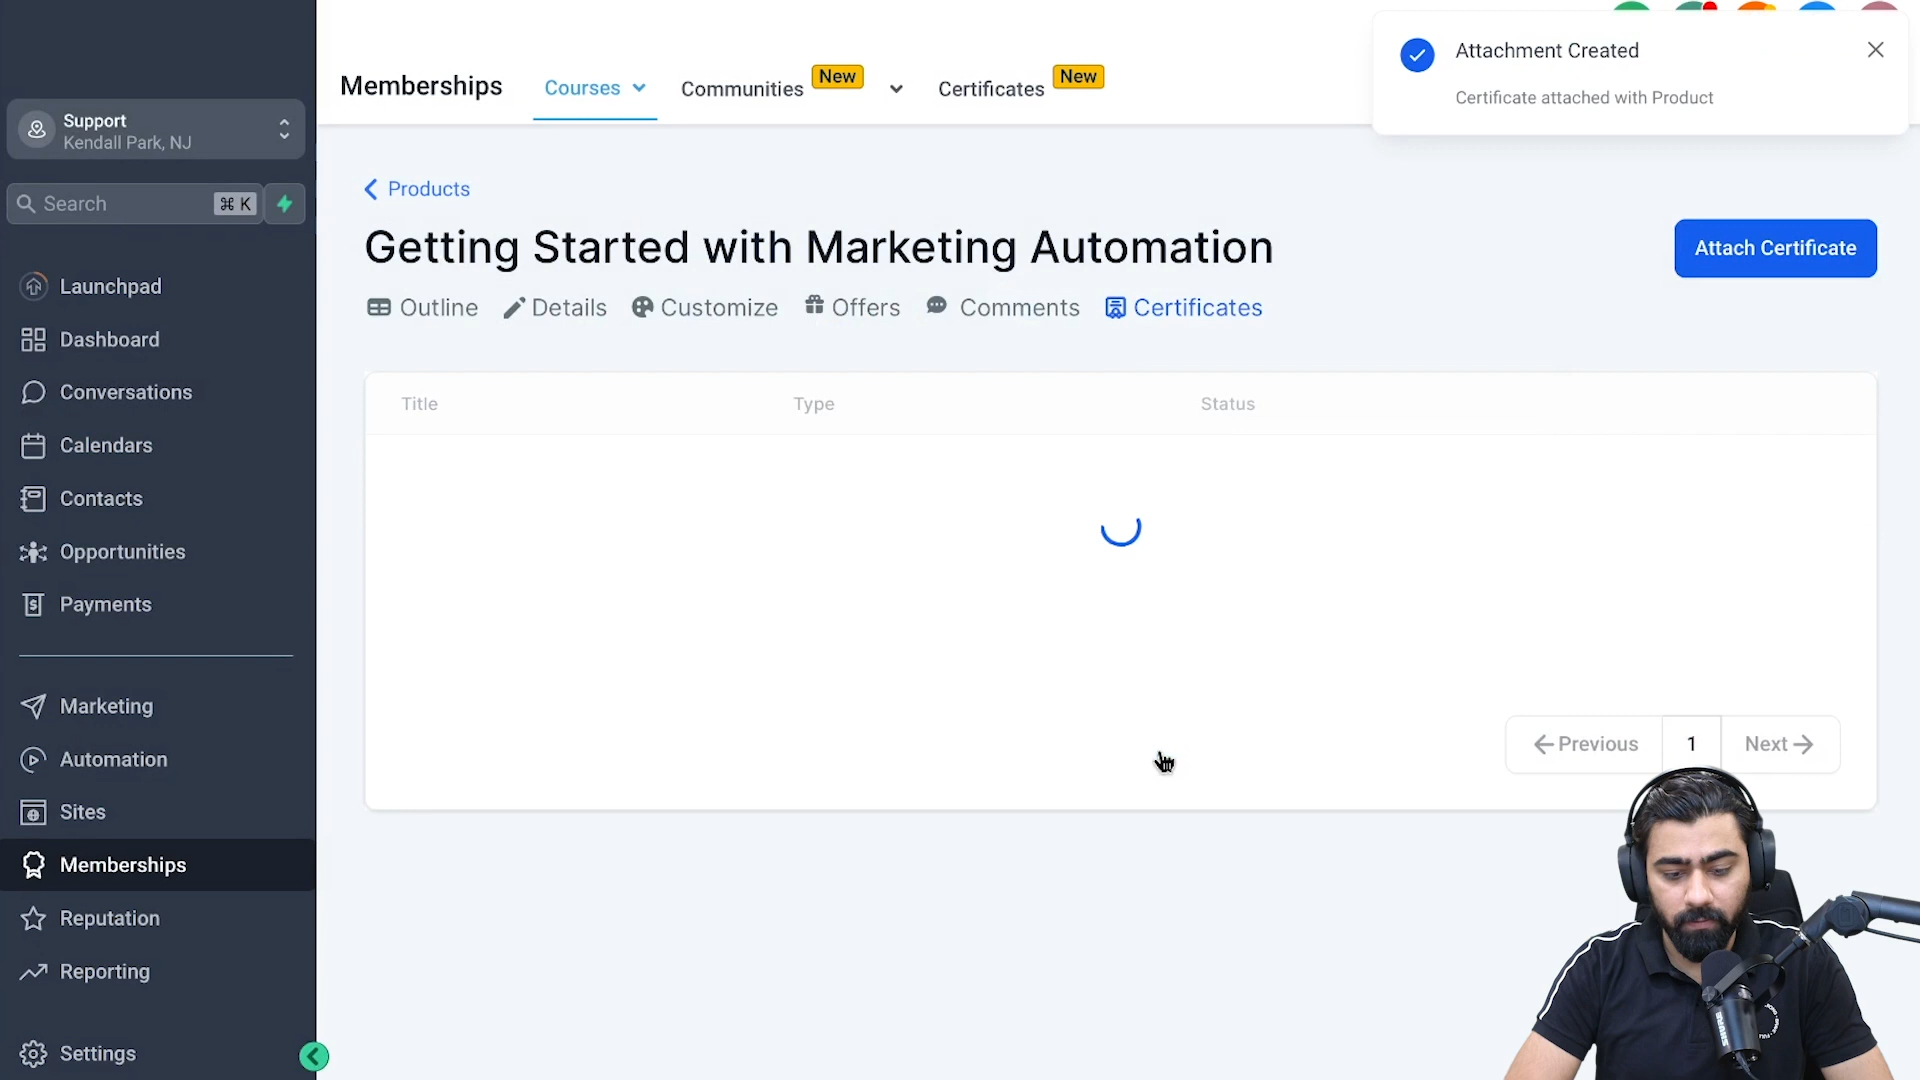 Support
Kendall Park, NJ
Search
⌘ K
Launchpad
Dashboard
Conversations
Calendars
Contacts
Opportunities
Payments
Marketing
Automation
Sites
Memberships
Reputation
Reporting
Settings
Memberships
Courses
Communities
New
Certificates
New
Attachment Created
Certificate attached with Product
Products
Getting Started with Marketing Automation
Attach Certificate
Outline
Details
Customize
Offers
Comments
Certificates
Title
Type
Status
Previous
1
Next
SHURE